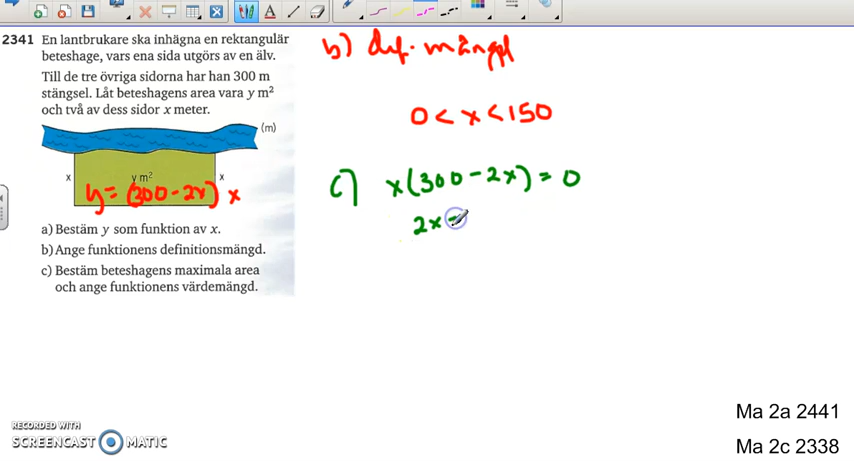 2341 En lantbrukare ska inhägna en rektangulär
beteshage, vars ena sida utgörs av en älv.
Till de tre övriga sidorna har han 300 m
stängsel. Låt beteshagens area vara y m²
och två av dess sidor x meter.
(m)
x y m² x
y = (300 - 2x) x
a) Bestäm y som funktion av x.
b) Ange funktionens definitionsmängd.
c) Bestäm beteshagens maximala area
och ange funktionens värdemängd.
b) def. mängd
0 < x < 150
c) x(300 - 2x) = 0
2x =
Ma 2a 2441
Ma 2c 2338
RECORDED WITH
SCREENCAST MATIC